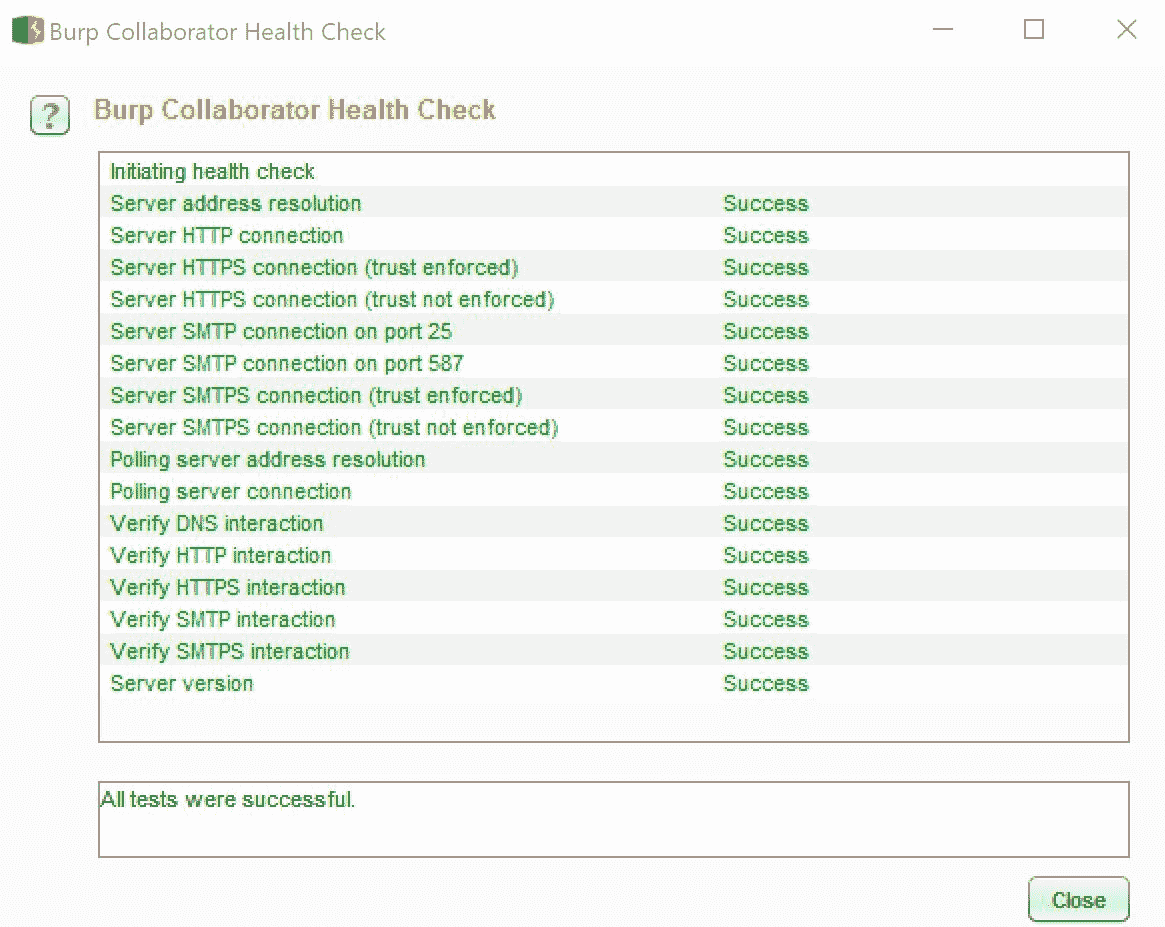 Burp Collaborator Health Check
?
Burp Collaborator Health Check
Initiating health check
Server address resolution Success
Server HTTP connection Success
Server HTTPS connection (trust enforced) Success
Server HTTPS connection (trust not enforced) Success
Server SMTP connection on port 25 Success
Server SMTP connection on port 587 Success
Server SMTPS connection (trust enforced) Success
Server SMTPS connection (trust not enforced) Success
Polling server address resolution Success
Polling server connection Success
Verify DNS interaction Success
Verify HTTP interaction Success
Verify HTTPS interaction Success
Verify SMTP interaction Success
Verify SMTPS interaction Success
Server version Success
All tests were successful.
Close